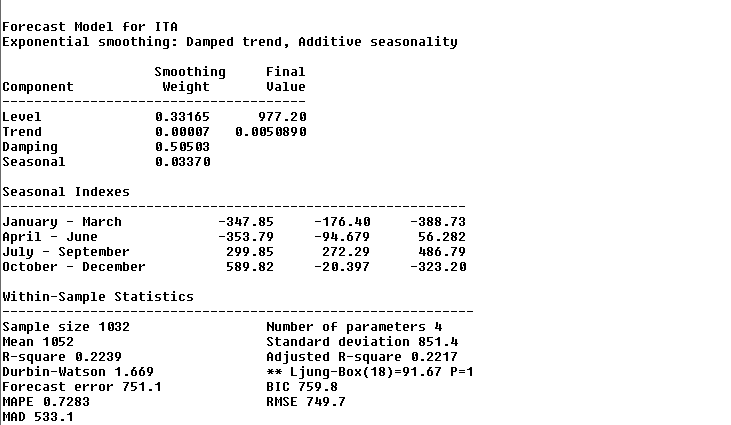 Forecast Model for ITA
Exponential smoothing: Damped trend, Additive seasonality
Smoothing Final
Component Weight Value
Level 0.33165 977.20
Trend 0.00007 0.0050890
Damping 0.50503
Seasonal 0.03370
Seasonal Indexes
January - March -347.85 -176.40 -388.73
April - June -353.79 -94.679 56.282
July - September 299.85 272.29 486.79
October - December 589.82 -20.397 -323.20
Within-Sample Statistics
Sample size 1032 Number of parameters 4
Mean 1052 Standard deviation 851.4
R-square 0.2239 Adjusted R-square 0.2217
Durbin-Watson 1.669 ** Ljung-Box(18)=91.67 P=1
Forecast error 751.1 BIC 759.8
MAPE 0.7283 RMSE 749.7
MAD 533.1